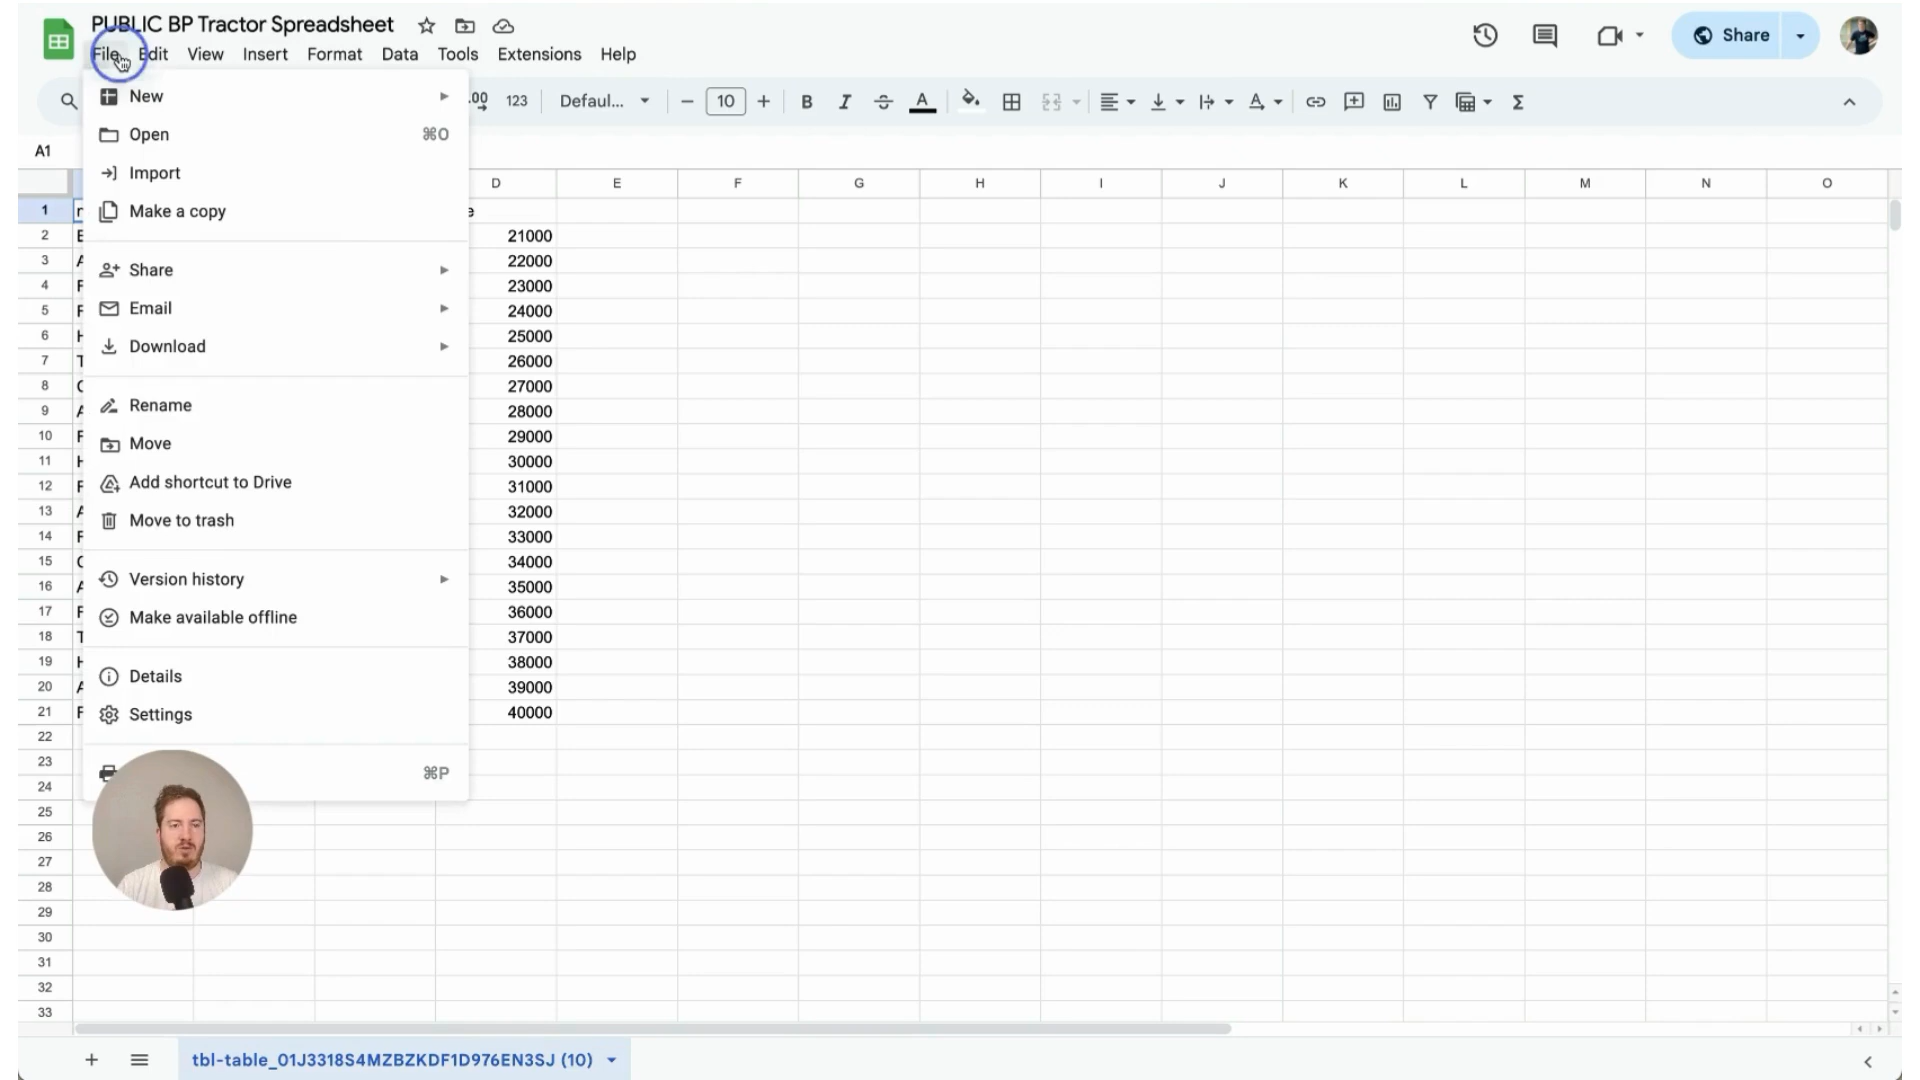 PUBLIC BP Tractor Spreadsheet
File Edit View Insert Format Data Tools Extensions Help
Share
.00 123 Defaul... 10 B I A
A1
New
Open ⌘O
Import
Make a copy
Share
Email
Download
Rename
Move
Add shortcut to Drive
Move to trash
Version history
Make available offline
Details
Settings
⌘P
D E F G H I J K L M N O
1 e
2 21000
3 22000
4 23000
5 24000
6 25000
7 26000
8 27000
9 28000
10 29000
11 30000
12 31000
13 32000
14 33000
15 34000
16 35000
17 36000
18 37000
19 38000
20 39000
21 40000
22
23
24
25
26
27
28
29
30
31
32
33
tbl-table_01J3318S4MZBZKDF1D976EN3SJ (10)